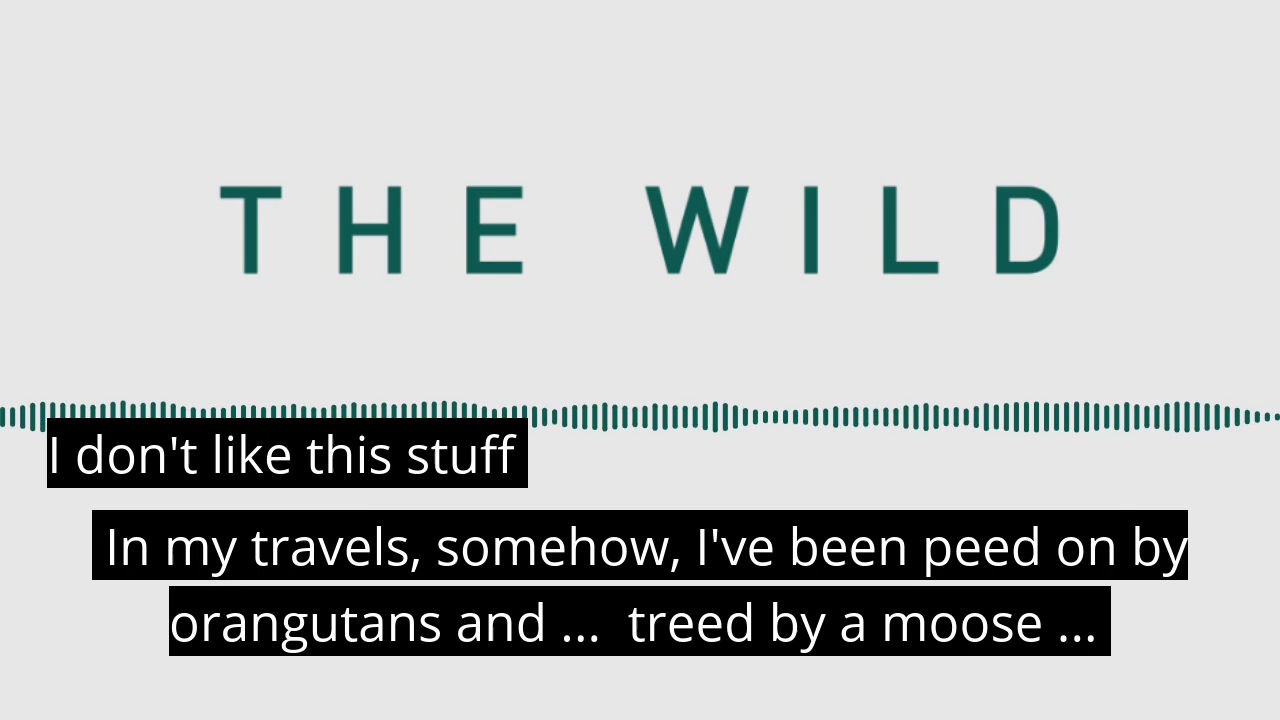 THE WILD
I don't like this stuff
In my travels, somehow, I've been peed on by
orangutans and ...  treed by a moose ...